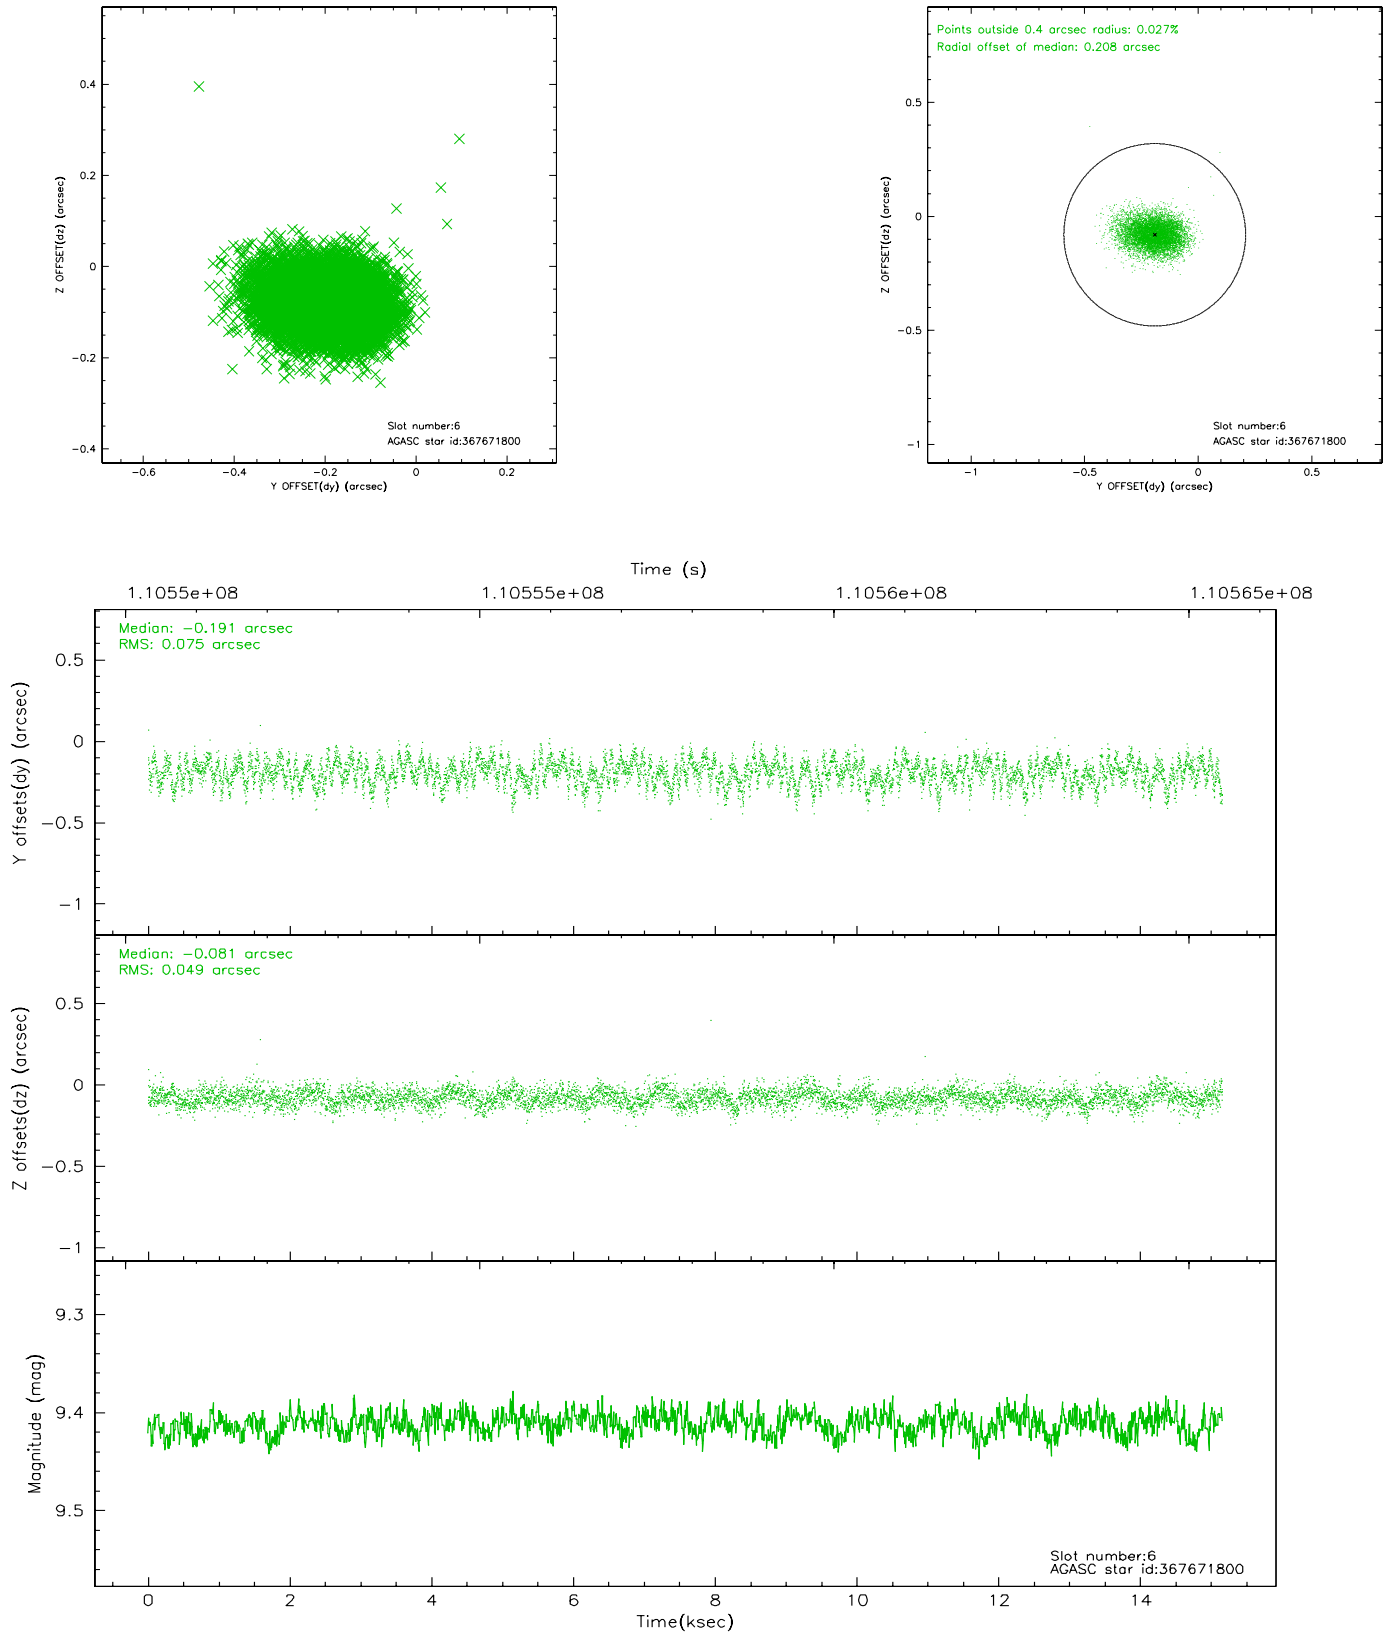 0.4
0.2
0
-0.2
-0.4
Z OFFSET(dz) (arcsec)
-0.6 -0.4 -0.2 0 0.2
Y OFFSET(dy) (arcsec)
Slot number:6
AGASC star id:367671800
Points outside 0.4 arcsec radius: 0.027%
Radial offset of median: 0.208 arcsec
0.5
0
-0.5
-1
Z OFFSET(dz) (arcsec)
-1 -0.5 0 0.5
Y OFFSET(dy) (arcsec)
Slot number:6
AGASC star id:367671800
Time (s)
1.1055e+08 1.10555e+08 1.1056e+08 1.10565e+08
Median: -0.191 arcsec
RMS: 0.075 arcsec
0.5
0
-0.5
-1
Y offsets(dy) (arcsec)
Median: -0.081 arcsec
RMS: 0.049 arcsec
0.5
0
-0.5
-1
Z offsets(dz) (arcsec)
9.3
9.4
9.5
Magnitude (mag)
Slot number:6
AGASC star id:367671800
0 2 4 6 8 10 12 14
Time(ksec)